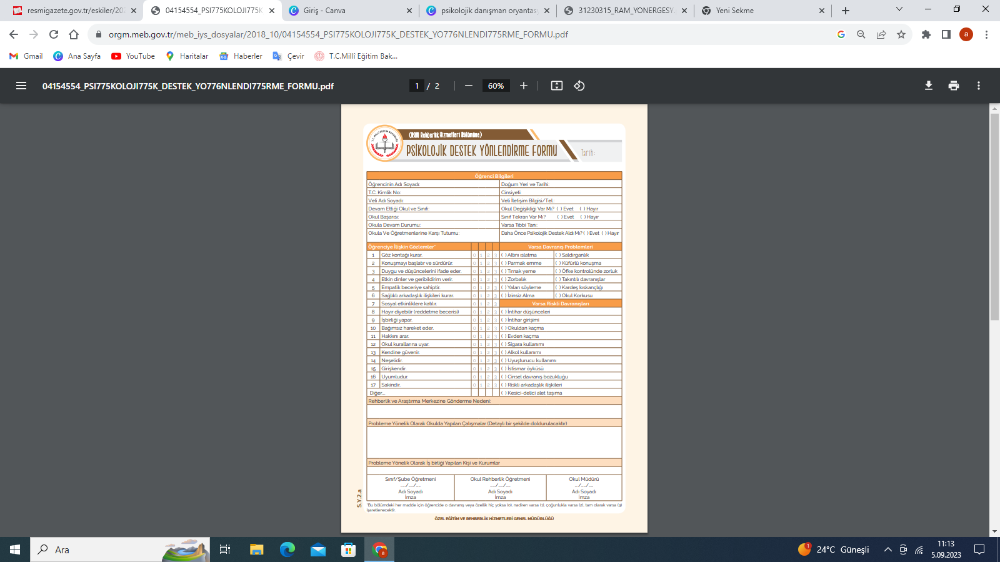 resmigazete.gov.tr/eskiler/202
04154554_PSI775KOLOJI775K
Giriş - Canva
psikolojik danışman oryantas
31230315_RAM_YONERGESY
Yeni Sekme
orgm.meb.gov.tr/meb_iys_dosyalar/2018_10/04154554_PSI775KOLOJI775K_DESTEK_YO776NLENDI775RME_FORMU.pdf
a
Gmail
Ana Sayfa
YouTube
Haritalar
Haberler
Çevir
T.C.Millî Eğitim Bak...
04154554_PSI775KOLOJI775K_DESTEK_YO776NLENDI775RME_FORMU.pdf
1 / 2
60%
(RAM Rehberlik Hizmetleri Bölümüne)
PSİKOLOJİK DESTEK YÖNLENDİRME FORMU
Tarih:
Öğrenci Bilgileri
Öğrencinin Adı Soyadı: Doğum Yeri ve Tarihi:
T.C. Kimlik No: Cinsiyeti:
Veli Adı Soyadı: Veli İletişim Bilgisi/Tel.:
Devam Ettiği Okul ve Sınıfı: Okul Değişikliği Var Mı? ( ) Evet ( ) Hayır
Okul Başarısı: Sınıf Tekrarı Var Mı? ( ) Evet ( ) Hayır
Okula Devam Durumu: Varsa Tıbbi Tanı:
Okula Ve Öğretmenlerine Karşı Tutumu: Daha Önce Psikolojik Destek Aldı Mı? ( ) Evet ( ) Hayır
Öğrenciye İlişkin Gözlemler* Varsa Davranış Problemleri
1 Göz kontağı kurar. 0 1 2 3 ( ) Altını ıslatma ( ) Saldırganlık
2 Konuşmayı başlatır ve sürdürür. 0 1 2 3 ( ) Parmak emme ( ) Küfürlü konuşma
3 Duygu ve düşüncelerini ifade eder. 0 1 2 3 ( ) Tırnak yeme ( ) Öfke kontrolünde zorluk
4 Etkin dinler ve geribildirim verir. 0 1 2 3 ( ) Zorbalık ( ) Takıntılı davranışlar
5 Empatik beceriye sahiptir. 0 1 2 3 ( ) Yalan söyleme ( ) Kardeş kıskançlığı
6 Sağlıklı arkadaşlık ilişkileri kurar. 0 1 2 3 ( ) İzinsiz Alma ( ) Okul Korkusu
7 Sosyal etkinliklere katılır. 0 1 2 3 Varsa Riskli Davranışları
8 Hayır diyebilir (reddetme becerisi) 0 1 2 3 ( ) İntihar düşünceleri
9 İşbirliği yapar. 0 1 2 3 ( ) İntihar girişimi
10 Bağımsız hareket eder. 0 1 2 3 ( ) Okuldan kaçma
11 Hakkını arar. 0 1 2 3 ( ) Evden kaçma
12 Okul kurallarına uyar. 0 1 2 3 ( ) Sigara kullanımı
13 Kendine güvenir. 0 1 2 3 ( ) Alkol kullanımı
14 Neşelidir. 0 1 2 3 ( ) Uyuşturucu kullanımı
15 Girişkendir. 0 1 2 3 ( ) İstismar öyküsü
16 Uyumludur. 0 1 2 3 ( ) Cinsel davranış bozukluğu
17 Sakindir. 0 1 2 3 ( ) Riskli arkadaşlık ilişkileri
Diğer... ( ) Kesici-delici alet taşıma
Rehberlik ve Araştırma Merkezine Gönderme Nedeni:
Probleme Yönelik Olarak Okulda Yapılan Çalışmalar (Detaylı bir şekilde doldurulacaktır)
Probleme Yönelik Olarak İş birliği Yapılan Kişi ve Kurumlar
Sınıf/Şube Öğretmeni Okul Rehberlik Öğretmeni Okul Müdürü
__/__/__ __/__/__ __/__/__
Adı Soyadı Adı Soyadı Adı Soyadı
İmza İmza İmza
S.Y.2.a
*Bu bölümdeki her madde için öğrencide o davranış veya özellik hiç yoksa (0), nadiren varsa (1), çoğunlukla varsa (2), tam olarak varsa (3)
işaretlenecektir.
ÖZEL EĞİTİM VE REHBERLİK HİZMETLERİ GENEL MÜDÜRLÜĞÜ
Ara
1
24°C Güneşli
11:13
5.09.2023